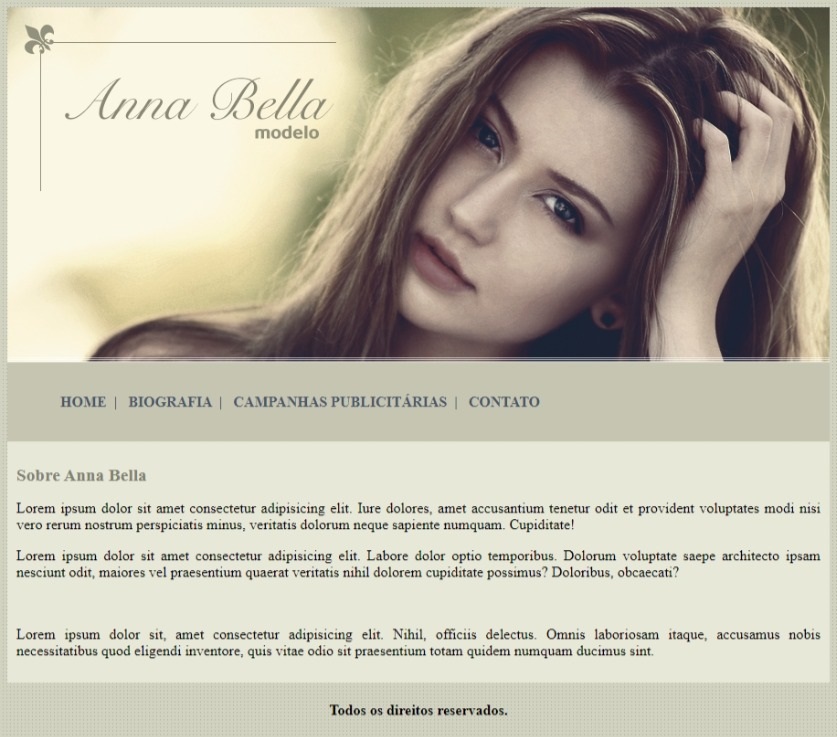 Anna Bella
modelo
HOME | BIOGRAFIA | CAMPANHAS PUBLICITÁRIAS | CONTATO
Sobre Anna Bella
Lorem ipsum dolor sit amet consectetur adipisicing elit. Iure dolores, amet accusantium tenetur odit et provident voluptates modi nisi
vero rerum nostrum perspiciatis minus, veritatis dolorum neque sapiente numquam. Cupiditate!
Lorem ipsum dolor sit amet consectetur adipisicing elit. Labore dolor optio temporibus. Dolorum voluptate saepe architecto ipsam
nesciunt odit, maiores vel praesentium quaerat veritatis nihil dolorem cupiditate possimus? Doloribus, obcaecati?
Lorem ipsum dolor sit, amet consectetur adipisicing elit. Nihil, officiis delectus. Omnis laboriosam itaque, accusamus nobis
necessitatibus quod eligendi inventore, quis vitae odio sit praesentium totam quidem numquam ducimus sint.
Todos os direitos reservados.